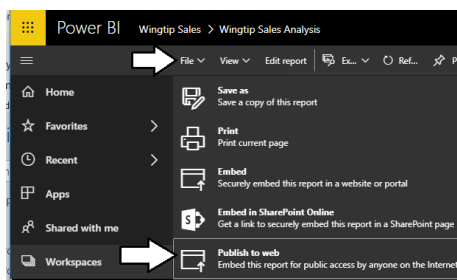 Power BI Wingtip Sales > Wingtip Sales Analysis
File View Edit report Ex... Ref...
Home
Favorites
Recent
Apps
Shared with me
Workspaces
Save as
Save a copy of this report
Print
Print current page
Embed
Securely embed this report in a website or portal
Embed in SharePoint Online
Get a link to securely embed this report in a SharePoint page
Publish to web
Embed this report for public access by anyone on the Internet